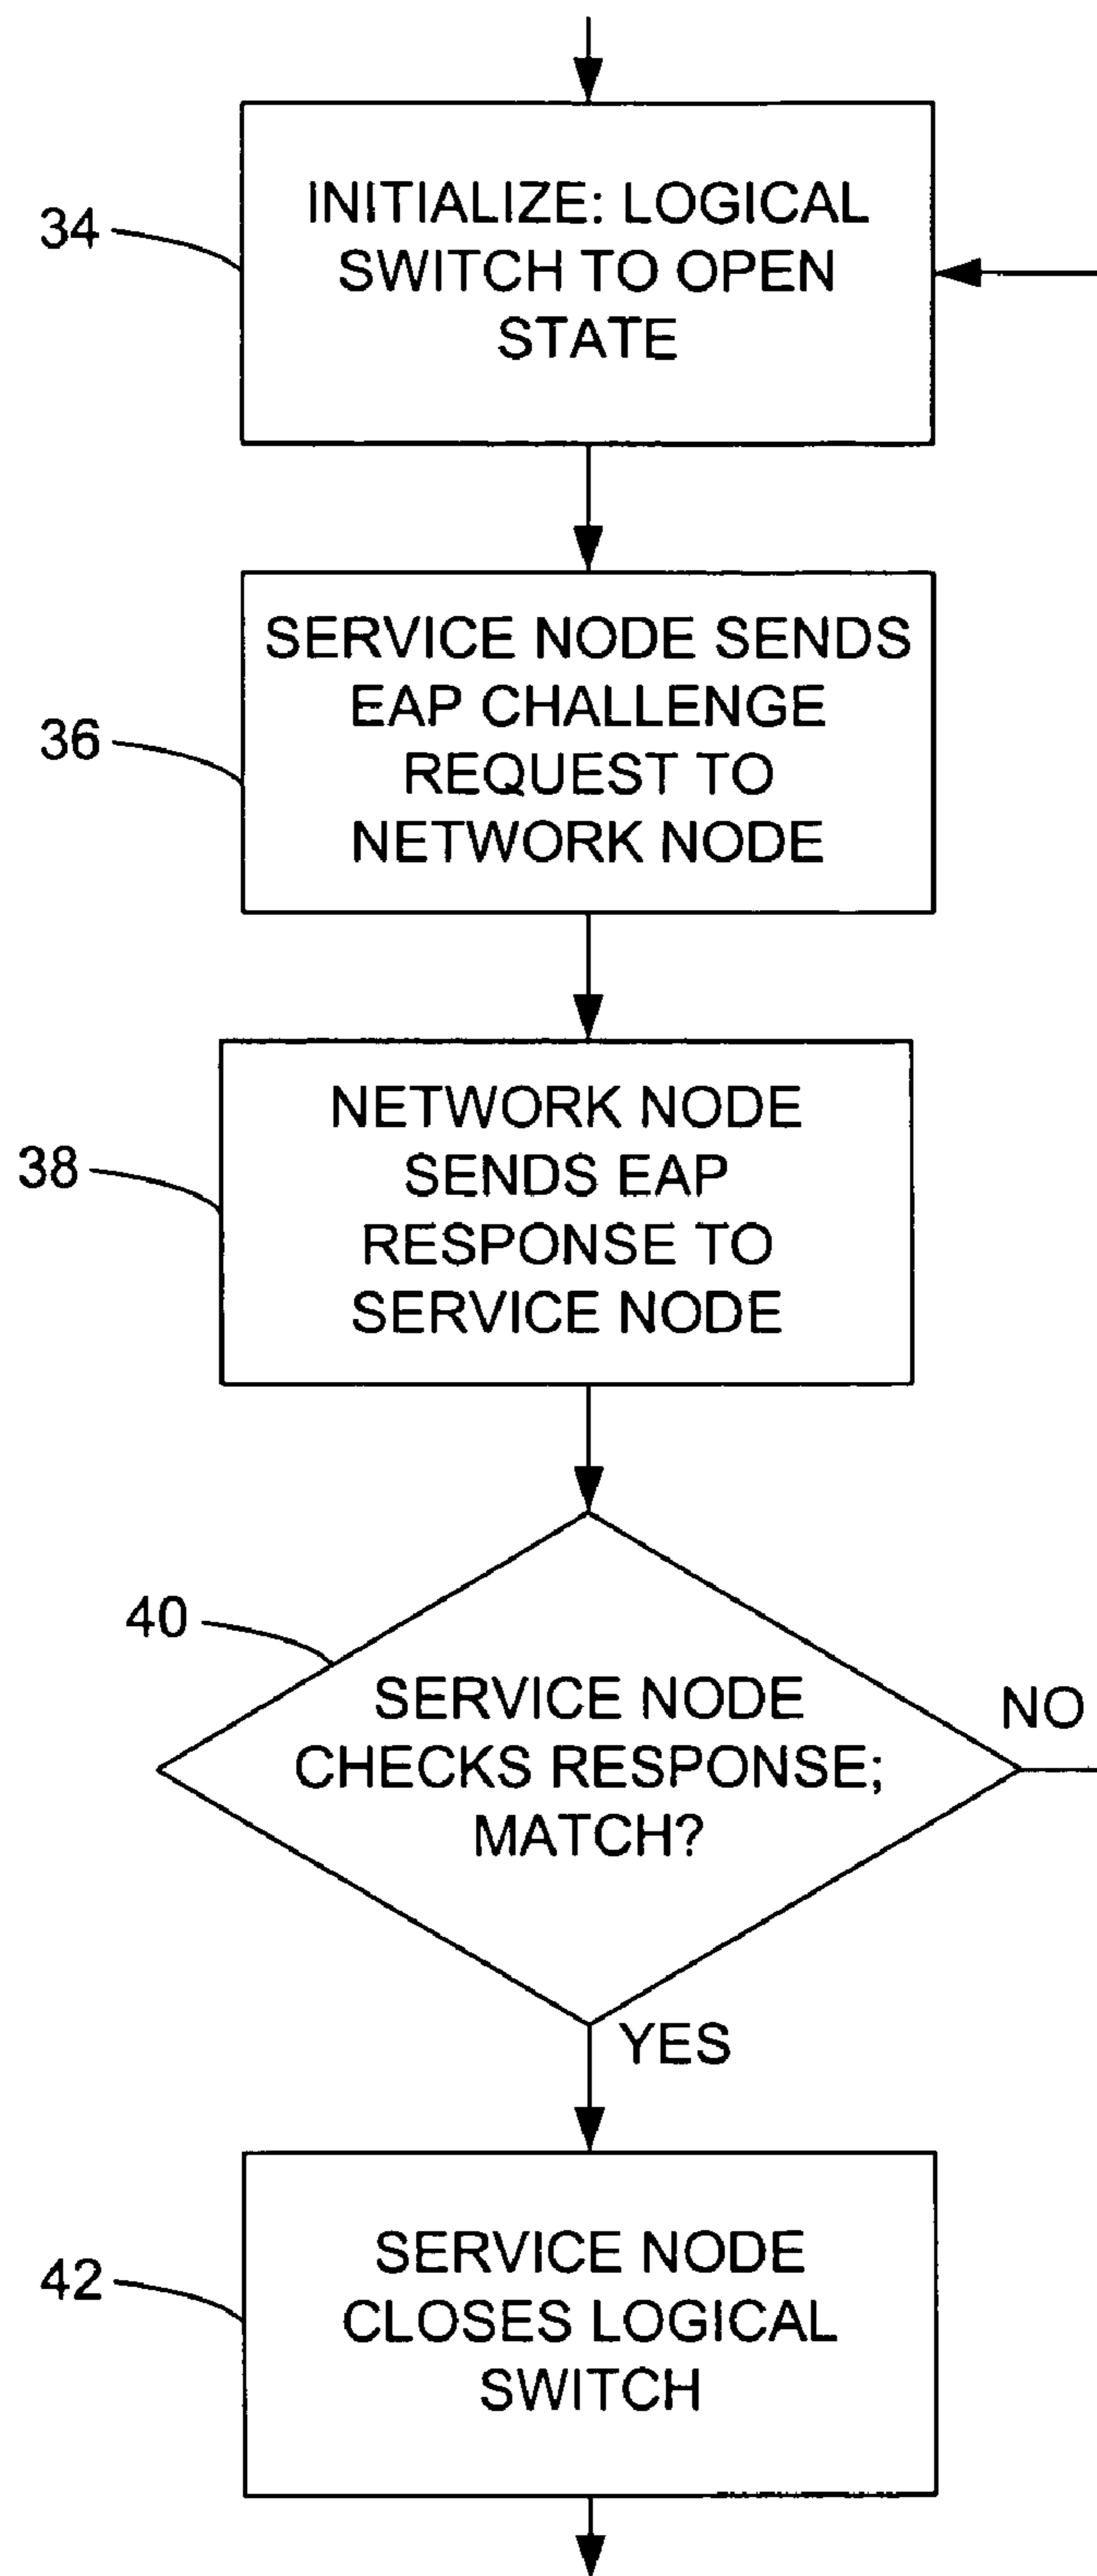 34
INITIALIZE: LOGICAL
SWITCH TO OPEN
STATE
36
SERVICE NODE SENDS
EAP CHALLENGE
REQUEST TO
NETWORK NODE
38
NETWORK NODE
SENDS EAP
RESPONSE TO
SERVICE NODE
40
SERVICE NODE
CHECKS RESPONSE;
MATCH?
NO
YES
42
SERVICE NODE
CLOSES LOGICAL
SWITCH